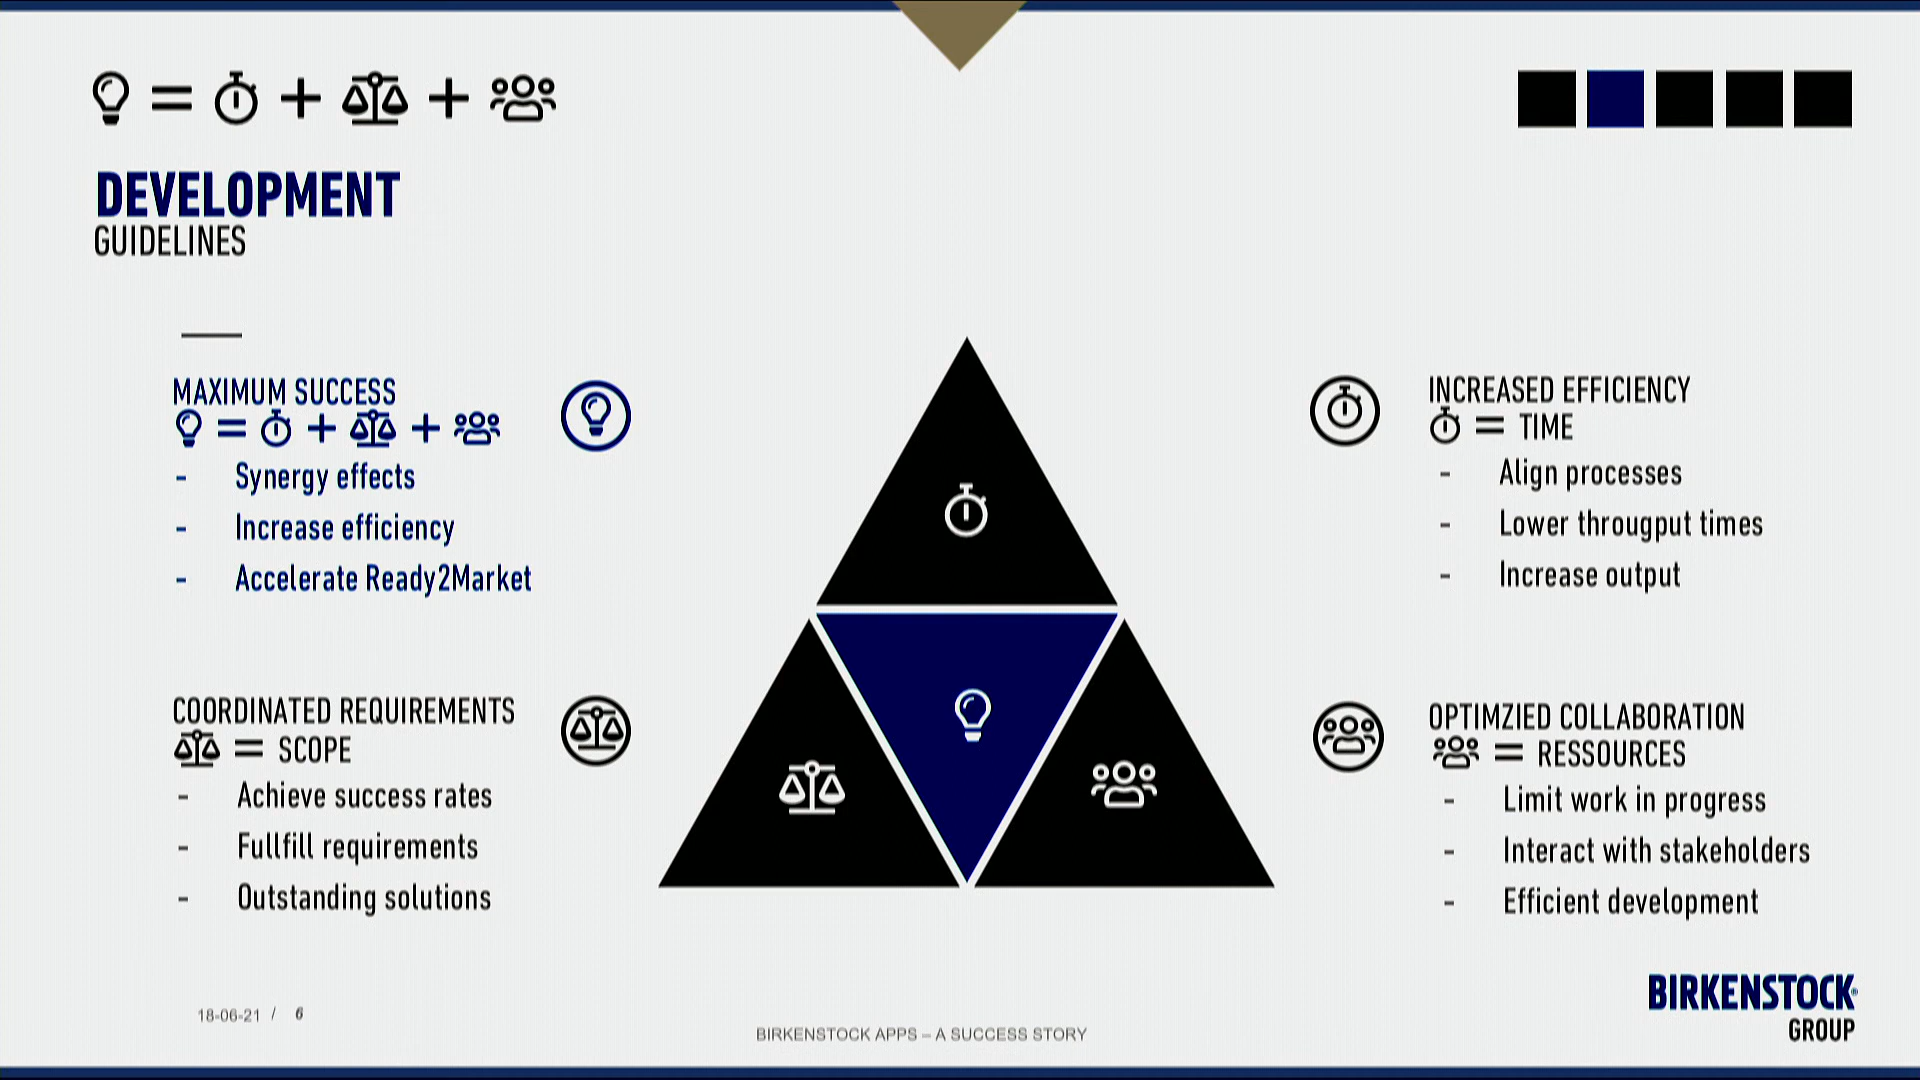 DEVELOPMENT
GUIDELINES
MAXIMUM SUCCESS
= + +
- Synergy effects
- Increase efficiency
- Accelerate Ready2Market
COORDINATED REQUIREMENTS
= SCOPE
- Achieve success rates
- Fullfill requirements
- Outstanding solutions
INCREASED EFFICIENCY
= TIME
- Align processes
- Lower througput times
- Increase output
OPTIMZIED COLLABORATION
= RESSOURCES
- Limit work in progress
- Interact with stakeholders
- Efficient development
18-06-21 / 6
BIRKENSTOCK APPS – A SUCCESS STORY
BIRKENSTOCK®
GROUP